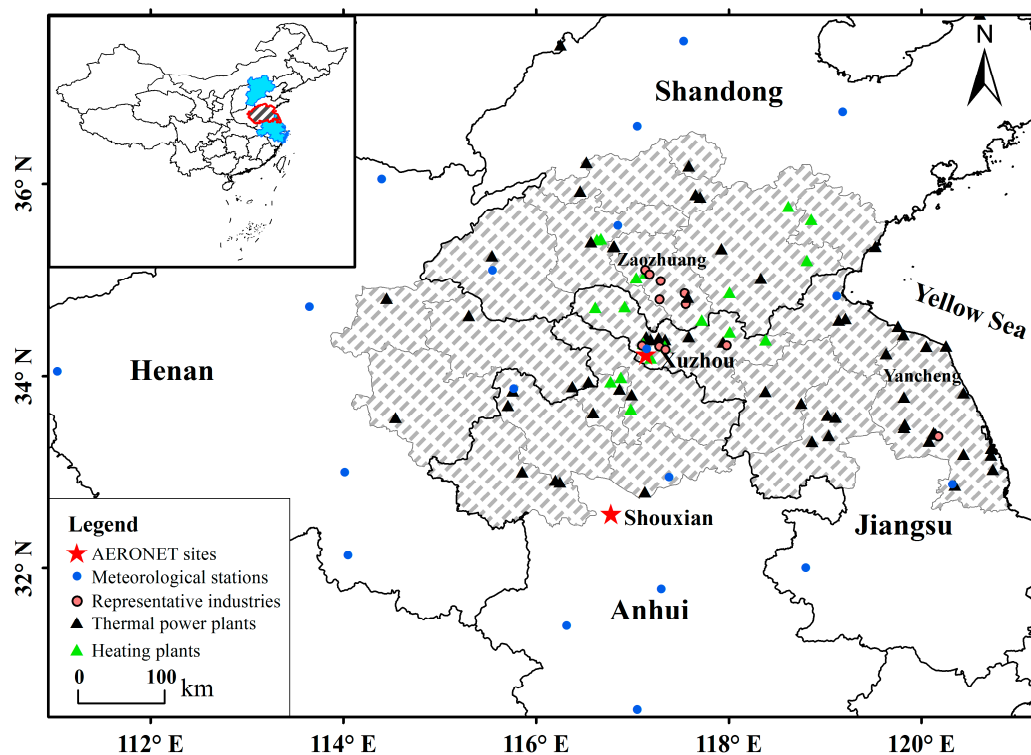 N
Shandong
36° N
Zaozhuang
Yellow Sea
Henan
Xuzhou
34° N
Yancheng
Shouxian
Jiangsu
Legend
AERONET sites
Meteorological stations
Representative industries
Thermal power plants
Heating plants
0 100
km
32° N
Anhui
112° E 114° E 116° E 118° E 120° E